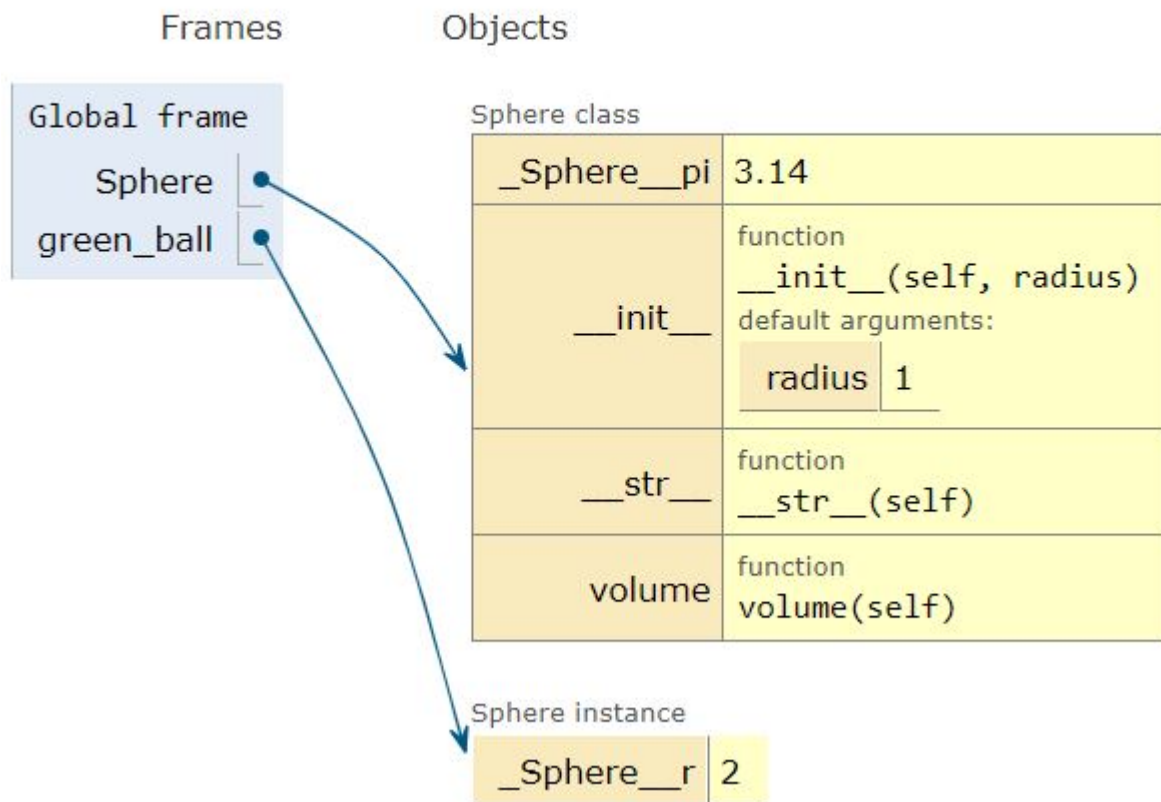 Frames Objects
Global frame
Sphere
green_ball
Sphere class
_Sphere__pi 3.14
__init__
function
__init__(self, radius)
default arguments:
radius 1
__str__
function
__str__(self)
volume
function
volume(self)
Sphere instance
_Sphere__r 2